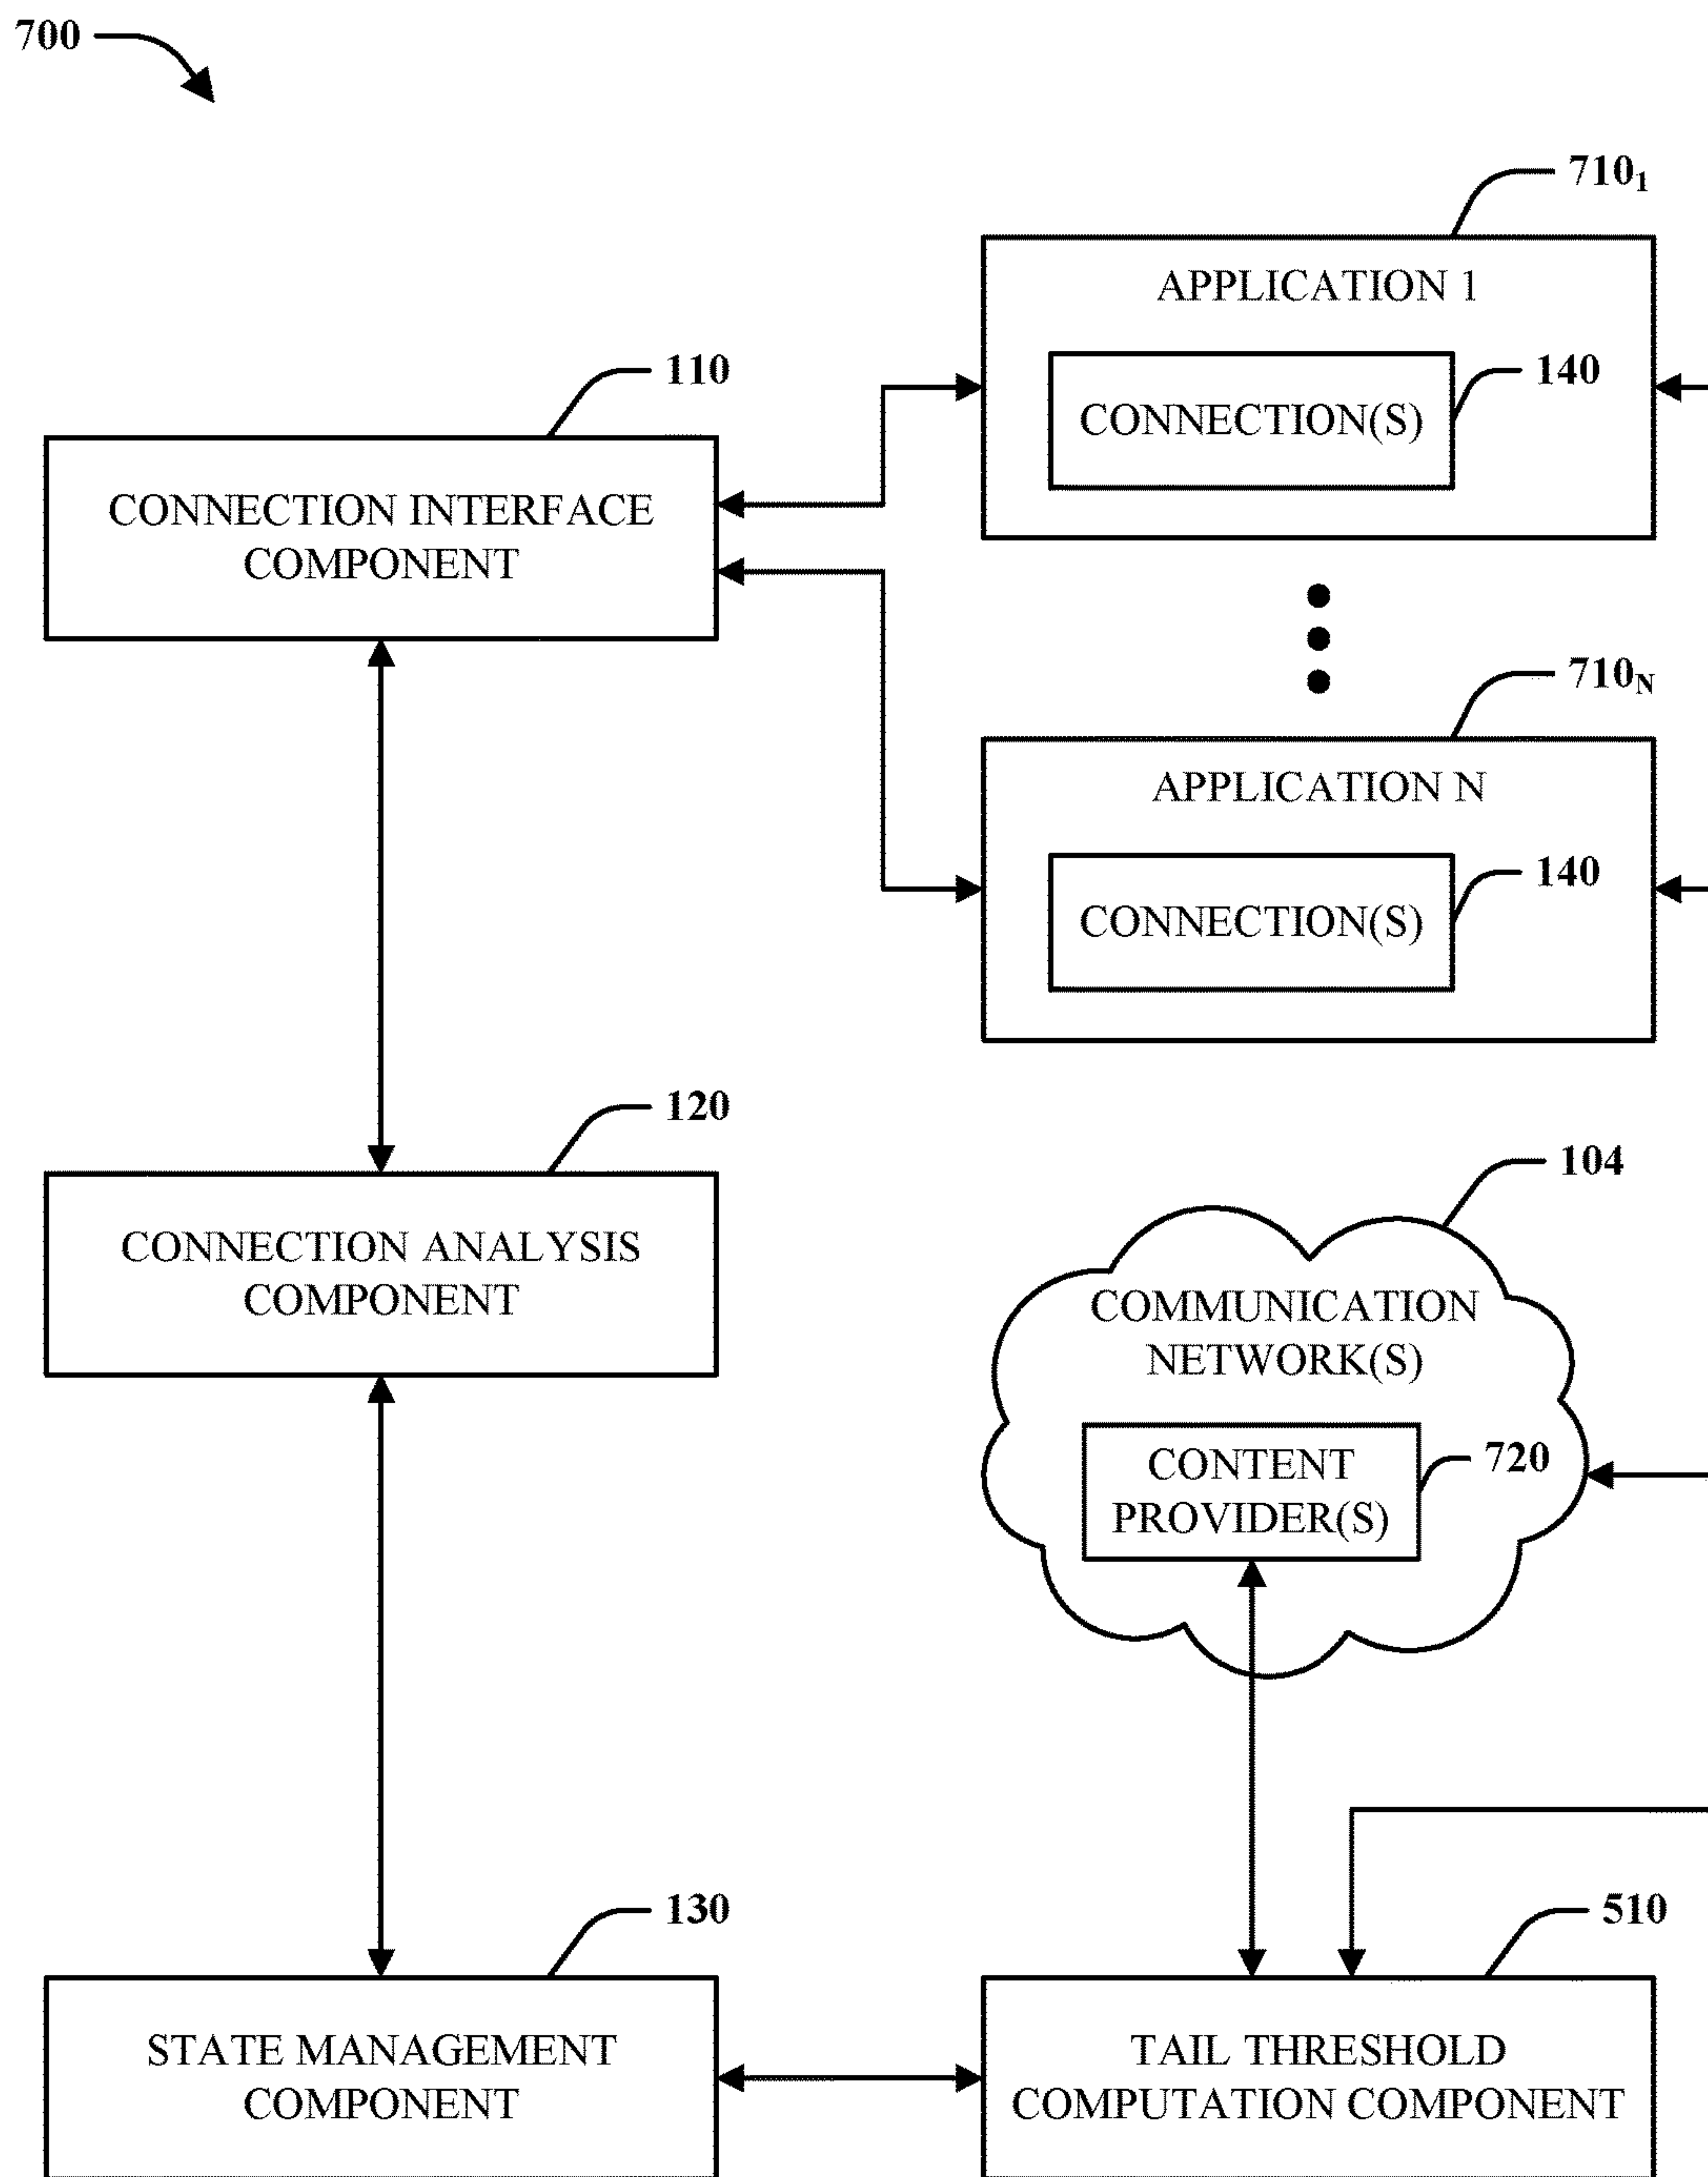 700
710₁
APPLICATION 1
110
140
CONNECTION(S)
CONNECTION INTERFACE
COMPONENT
710N
APPLICATION N
140
CONNECTION(S)
120
104
CONNECTION ANALYSIS
COMPONENT
COMMUNICATION
NETWORK(S)
CONTENT
PROVIDER(S)
720
130
510
STATE MANAGEMENT
COMPONENT
TAIL THRESHOLD
COMPUTATION COMPONENT